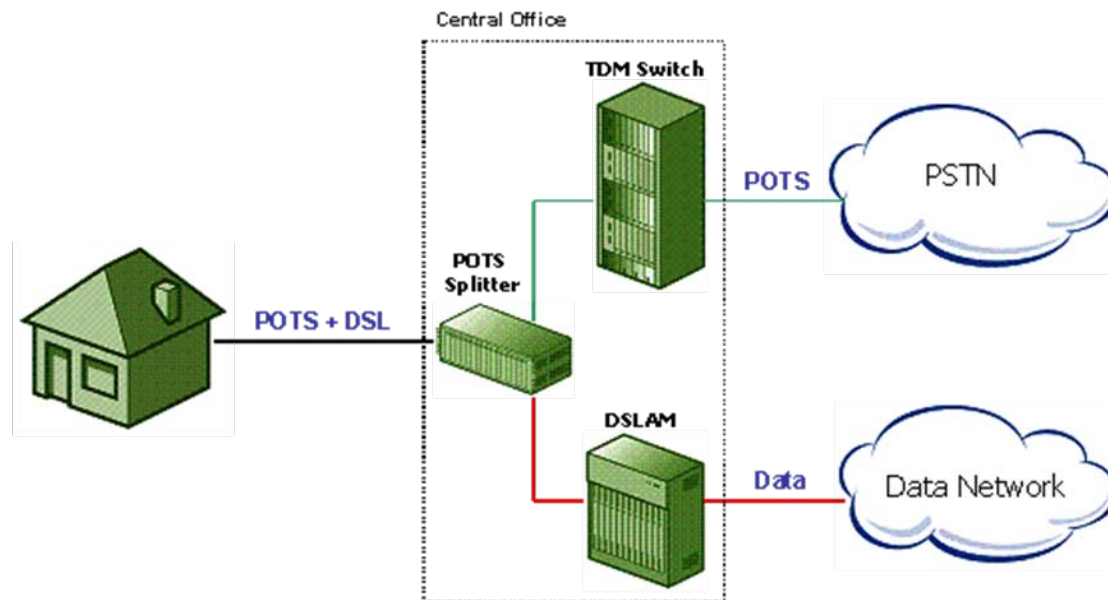 Central Office
TDM Switch
POTS
PSTN
POTS
Splitter
POTS + DSL
DSLAM
Data
Data Network